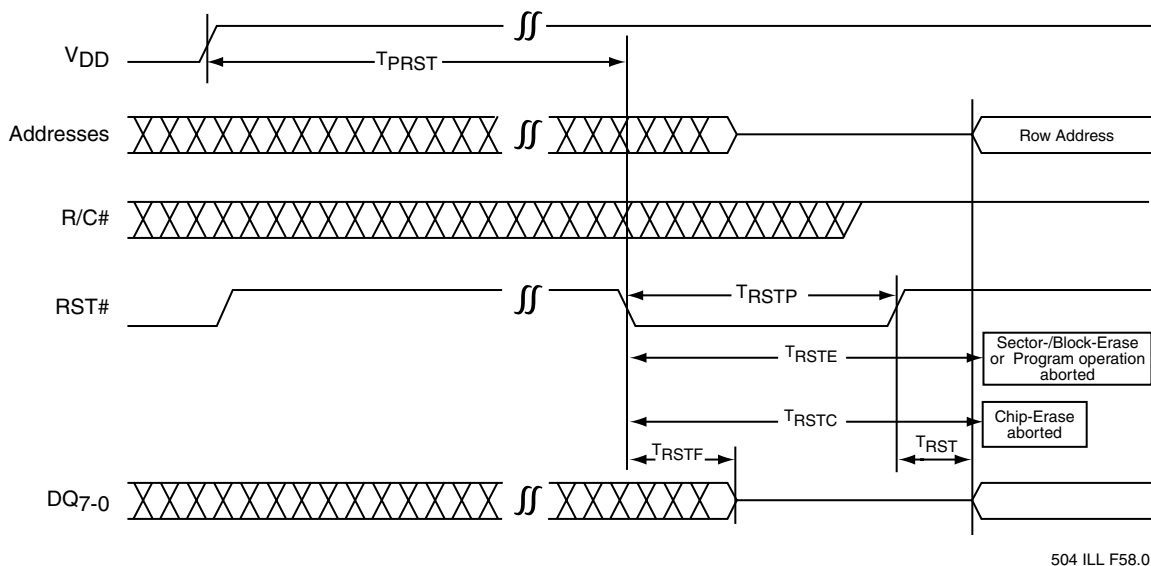 VDD
TPRST
Addresses
Row Address
R/C#
RST#
TRSTP
TRSTE
Sector-/Block-Erase
or Program operation
aborted
TRSTC
Chip-Erase
aborted
TRSTF
TRST
DQ7-0
504 ILL F58.0